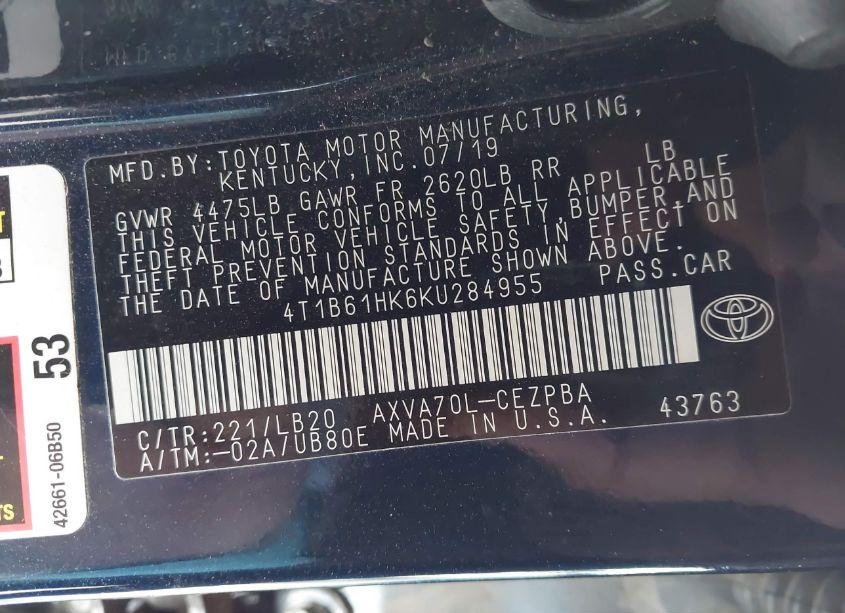 MFD.BY:TOYOTA MOTOR MANUFACTURING,
KENTUCKY,INC.07/19
GVWR 4475LB GAWR FR 2620LB RR LB
THIS VEHICLE CONFORMS TO ALL APPLICABLE
FEDERAL MOTOR VEHICLE SAFETY,BUMPER,AND
THEFT PREVENTION STANDARDS IN EFFECT ON
THE DATE OF MANUFACTURE SHOWN ABOVE.
4T1B61HK6KU284955 PASS.CAR
C/TR:221/LB20 AXVA70L-CEZPBA
A/TM:-02A7UB80E MADE IN U.S.A. 43763
53
42661-06B50
TS